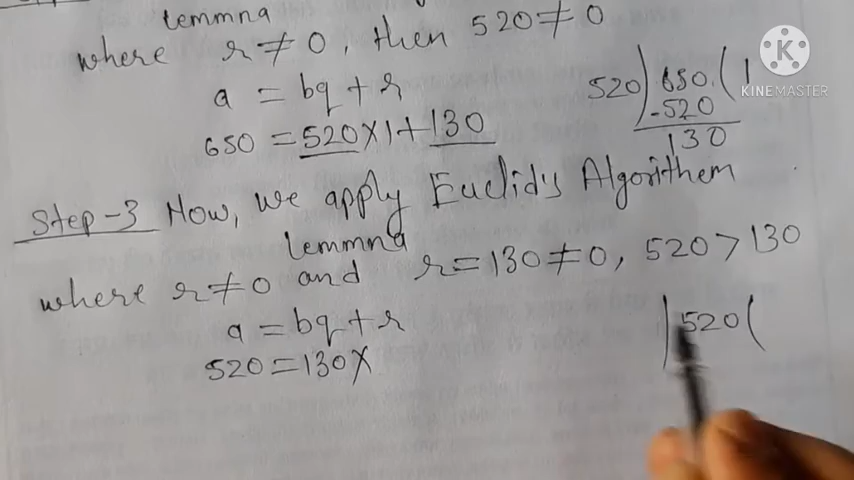 lemmna
where r ≠ 0, then 520 ≠ 0
a = bq + r
650 = 520 × 1 + 130
520) 650 ( 1
-520
130
KINEMASTER
Step-3 Now, we apply Euclid's Algorithem
lemmna
where r ≠ 0 and r = 130 ≠ 0, 520 > 130
a = bq + r
520 = 130 ×
) 520 (